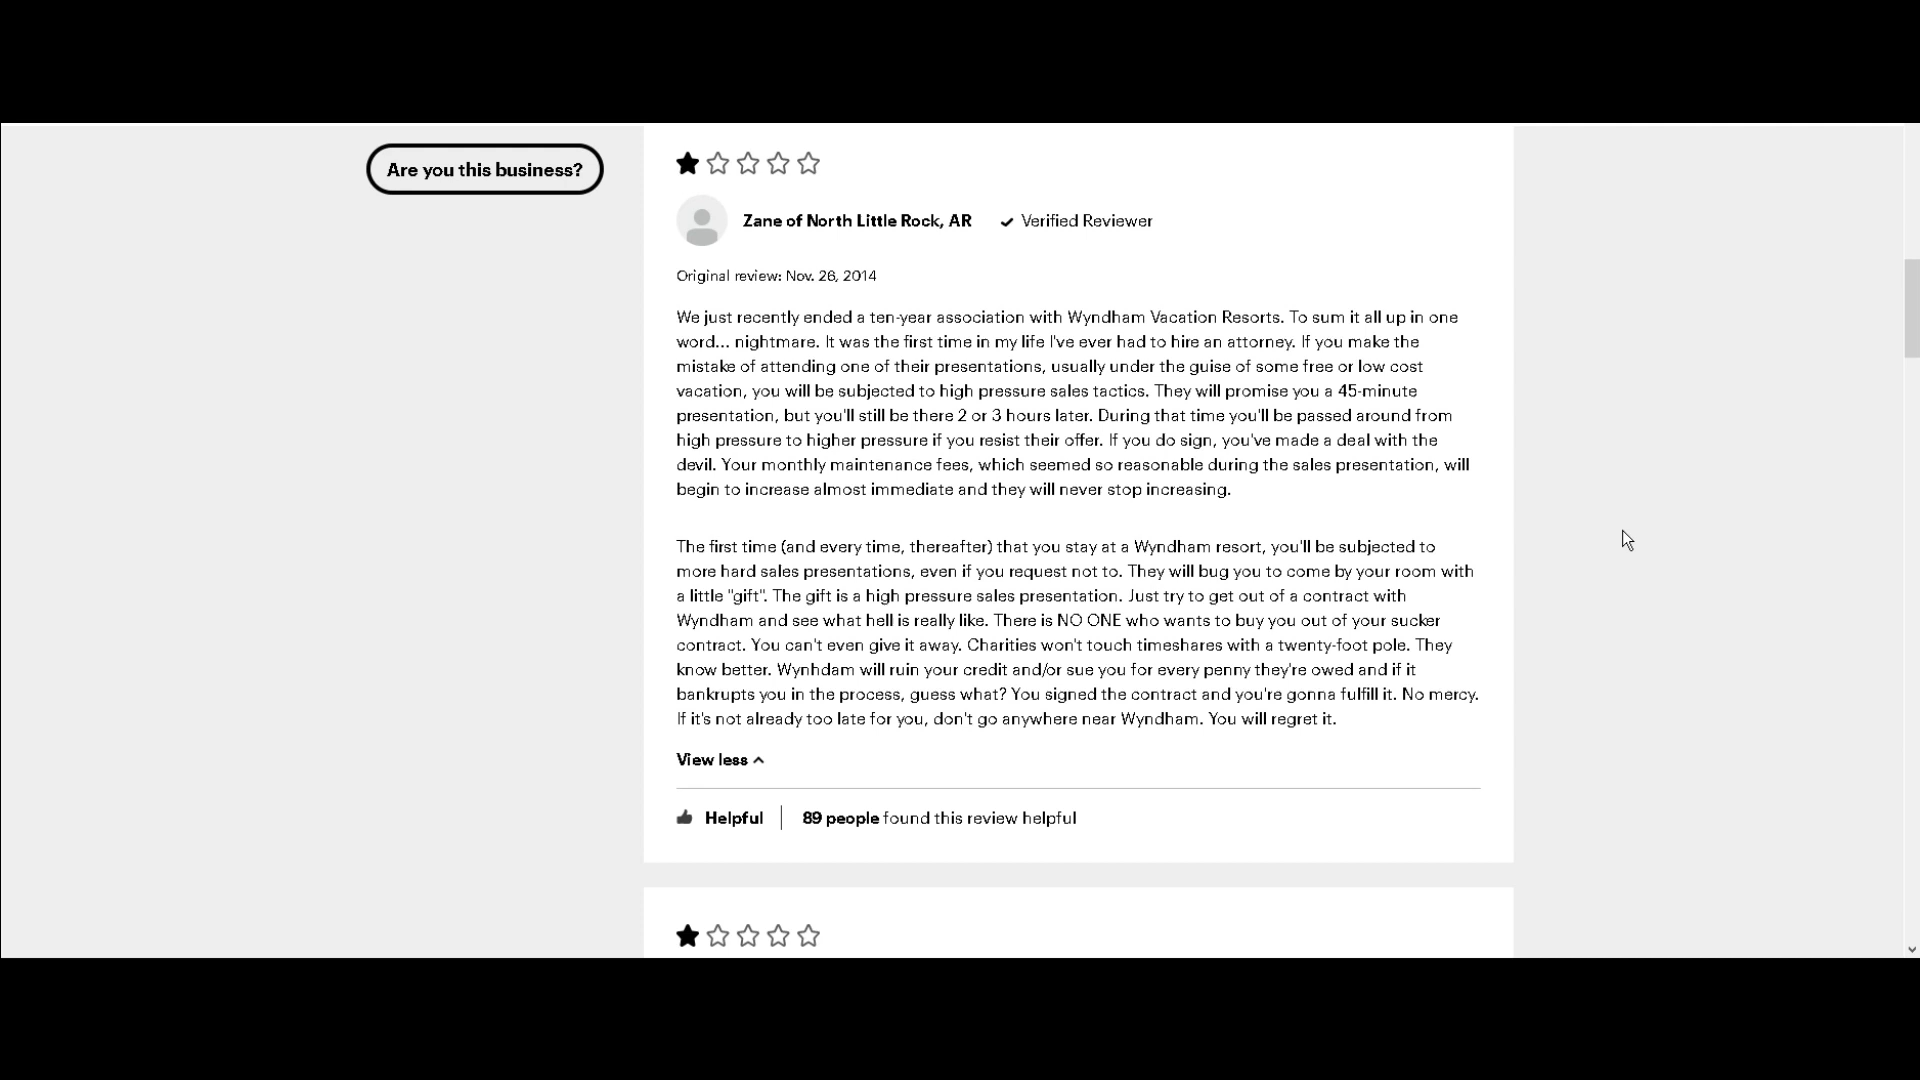 Are you this business?
Zane of North Little Rock, AR
Verified Reviewer
Original review: Nov. 26, 2014
We just recently ended a ten-year association with Wyndham Vacation Resorts. To sum it all up in one
word... nightmare. It was the first time in my life I've ever had to hire an attorney. If you make the
mistake of attending one of their presentations, usually under the guise of some free or low cost
vacation, you will be subjected to high pressure sales tactics. They will promise you a 45-minute
presentation, but you'll still be there 2 or 3 hours later. During that time you'll be passed around from
high pressure to higher pressure if you resist their offer. If you do sign, you've made a deal with the
devil. Your monthly maintenance fees, which seemed so reasonable during the sales presentation, will
begin to increase almost immediate and they will never stop increasing.
The first time (and every time, thereafter) that you stay at a Wyndham resort, you'll be subjected to
more hard sales presentations, even if you request not to. They will bug you to come by your room with
a little "gift". The gift is a high pressure sales presentation. Just try to get out of a contract with
Wyndham and see what hell is really like. There is NO ONE who wants to buy you out of your sucker
contract. You can't even give it away. Charities won't touch timeshares with a twenty-foot pole. They
know better. Wynhdam will ruin your credit and/or sue you for every penny they're owed and if it
bankrupts you in the process, guess what? You signed the contract and you're gonna fulfill it. No mercy.
If it's not already too late for you, don't go anywhere near Wyndham. You will regret it.
View less
Helpful
89 people found this review helpful